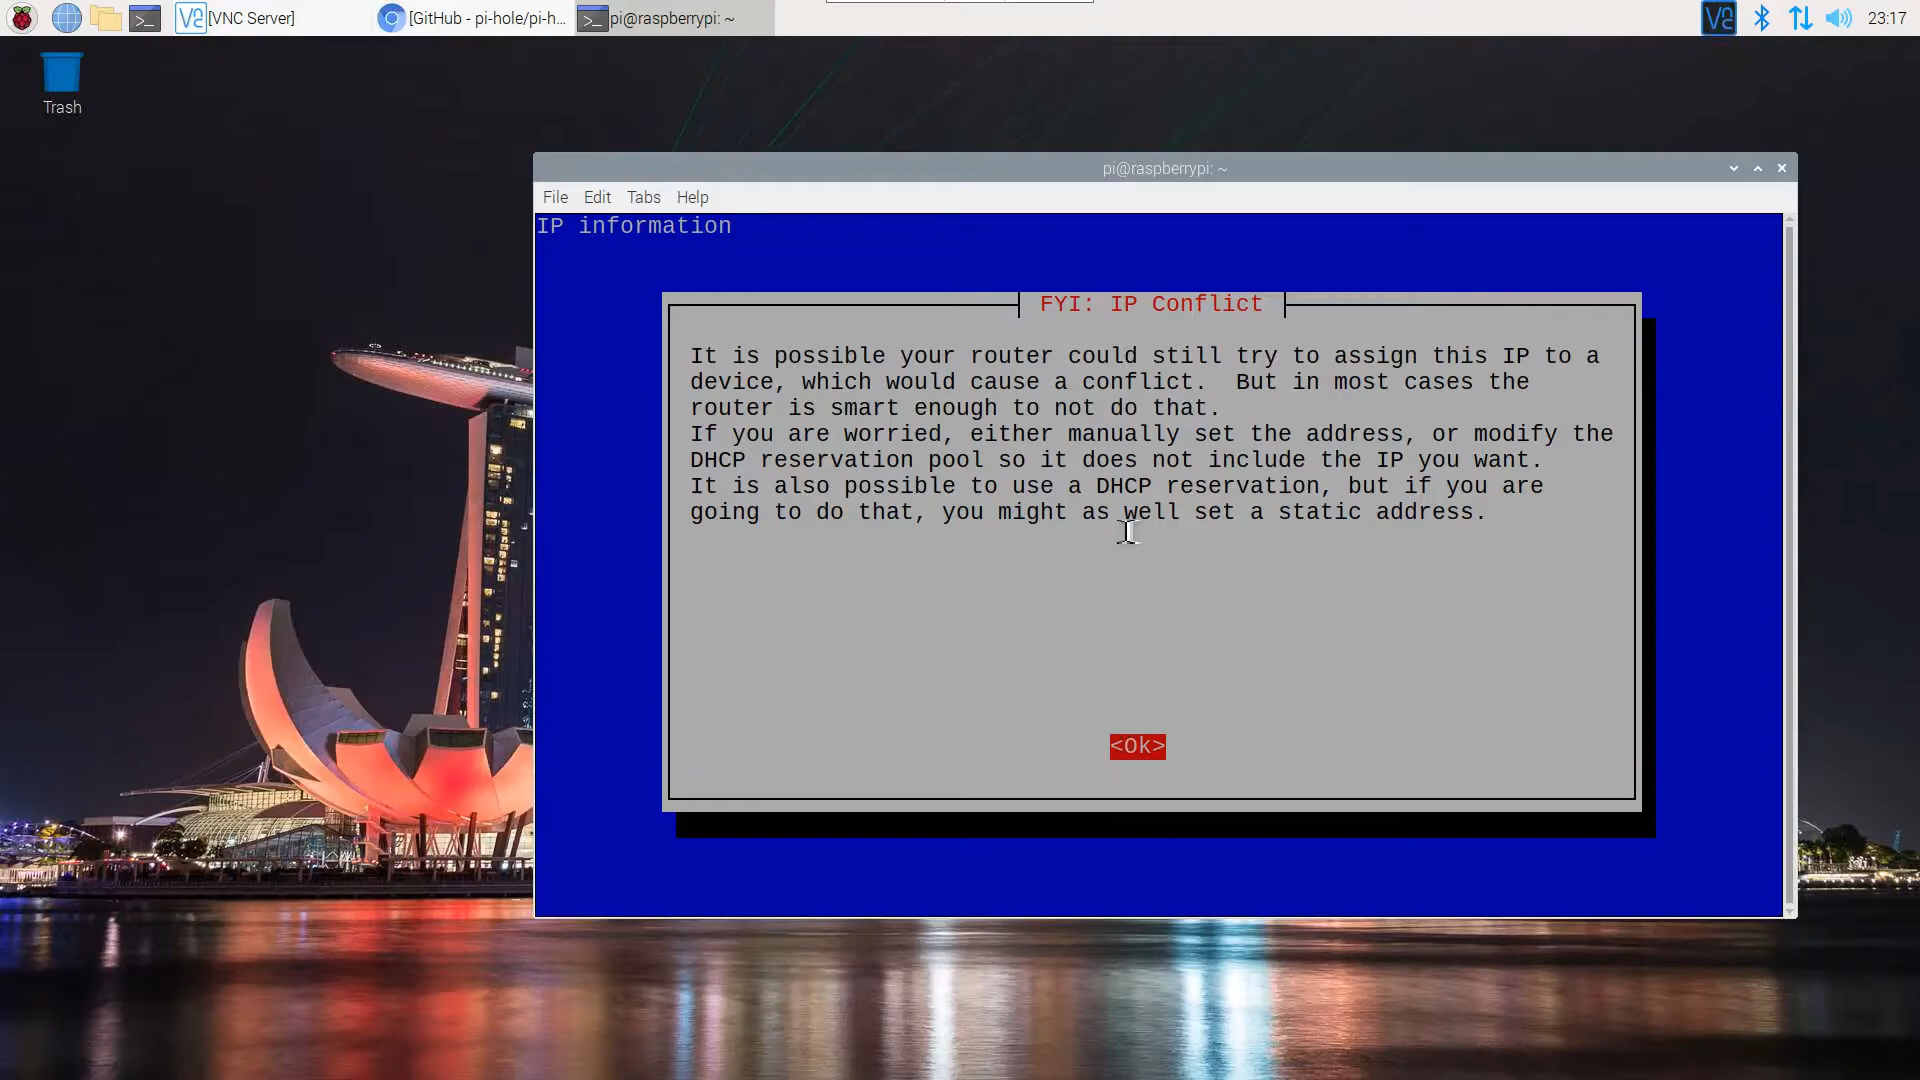 [VNC Server]
[GitHub - pi-hole/pi-h...
pi@raspberrypi: ~
23:17
Trash
pi@raspberrypi: ~
File Edit Tabs Help
IP information
FYI: IP Conflict
It is possible your router could still try to assign this IP to a
device, which would cause a conflict.  But in most cases the
router is smart enough to not do that.
If you are worried, either manually set the address, or modify the
DHCP reservation pool so it does not include the IP you want.
It is also possible to use a DHCP reservation, but if you are
going to do that, you might as well set a static address.
<Ok>